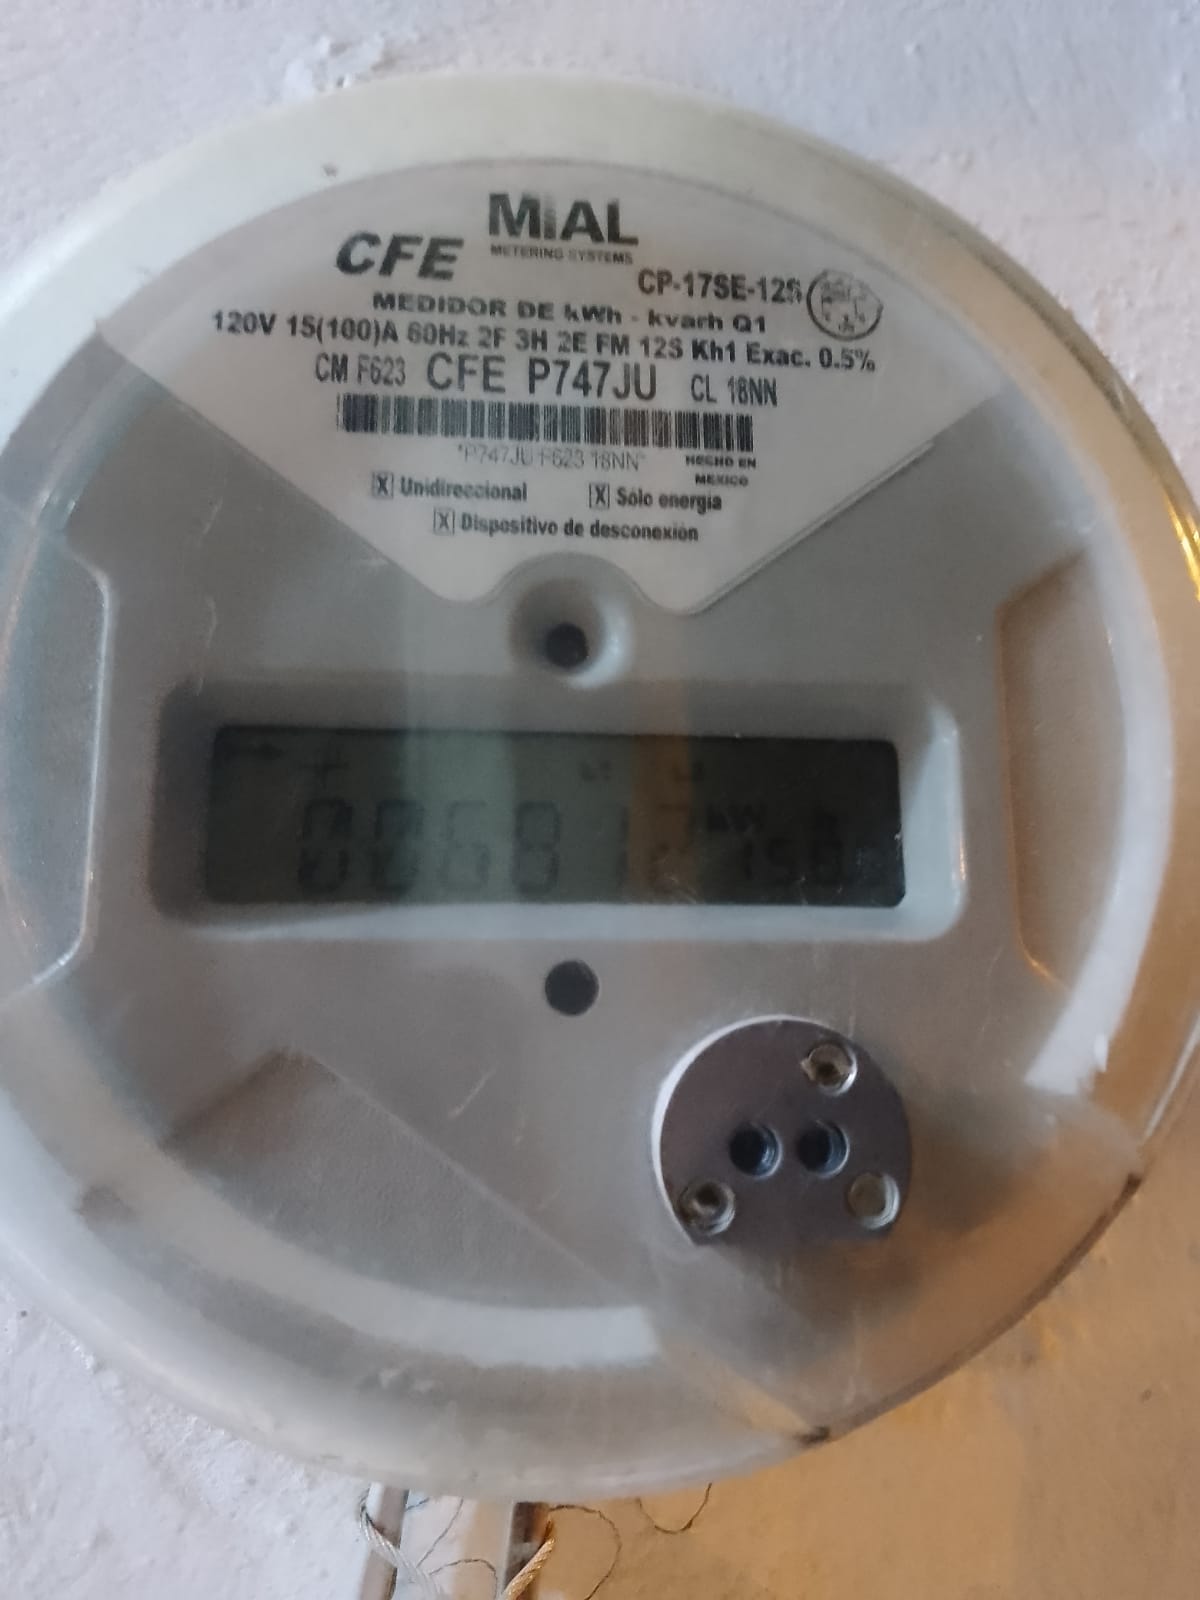 MiAL
METERING SYSTEMS
CFE
CP-17SE-12S
MEDIDOR DE kWh - kvarh Q1
120V 15(100)A 60Hz 2F 3H 2E FM 12S Kh1 Exac. 0.5%
CM F623 CFE P747JU CL 18NN
*P747JU F623 18NN*
HECHO EN
MEXICO
X Unidireccional X Sólo energía
X Dispositivo de desconexión
kW h